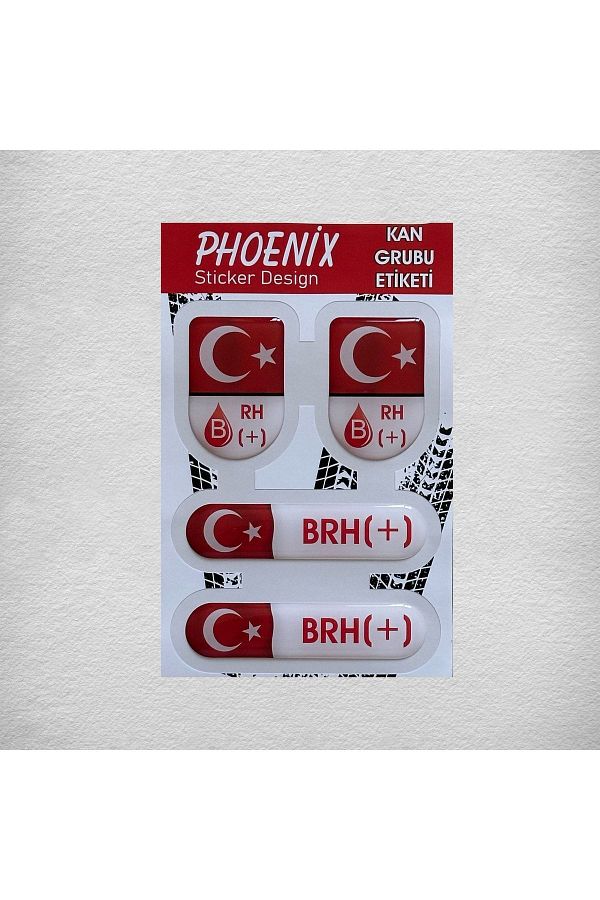 PHOENİX
Sticker Design
KAN
GRUBU
ETİKETİ
B
RH
(+)
B
RH
(+)
BRH(+)
BRH(+)